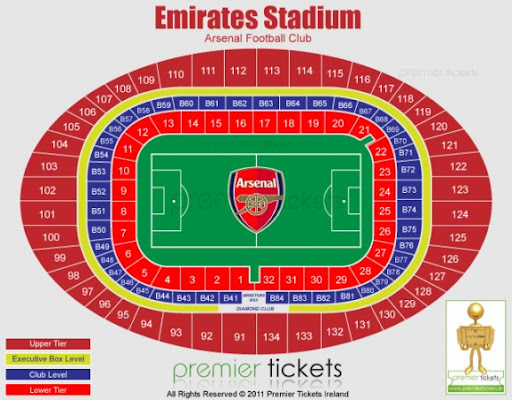 Emirates Stadium
Arsenal Football Club
premier tickets
108 109 110 111 112 113 114 115 116 117
107 118
106 119
105 120
104 121
103 122
102 123
101 124
100 125
99 126
98 127
97 128
96 129
95 130
94 93 92 91 134 133 132 131
B59 B60 B61 B62 B63 B64 B65 B66 B67
B58 B68
B57 B69
B56 B70
B55 B71
B54 B72
B53 B73
B52 B74
B51 B75
B50 B76
B49 B77
B48 B78
B47 B79
B46 B80
B45 B44 B43 B42 B41 DIRECTORS BOX B84 B83 B82 B81
DIAMOND CLUB
12 13 14 15 16 17 18 19 20 21
11
10 23
9 24
8 25
7 26
6 27
5 28
4 3 2 1 32 31 30 29
Arsenal
premier tickets
Upper Tier
Executive Box Level
Club Level
Lower Tier
premier tickets
All Rights Reserved © 2011 Premier Tickets Ireland
premier tickets